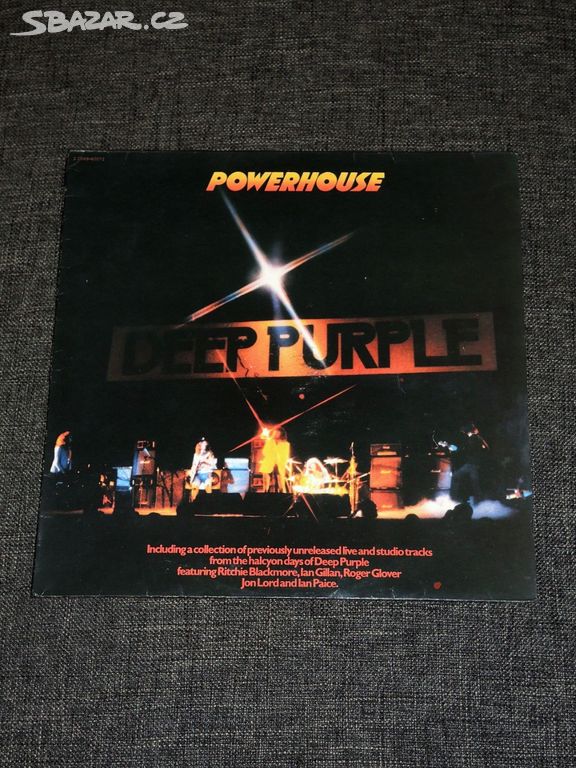 SBAZAR.CZ
POWERHOUSE
DEEP PURPLE
Including a collection of previously unreleased live and studio tracks
from the halcyon days of Deep Purple
featuring Ritchie Blackmore, Ian Gillan, Roger Glover
Jon Lord and Ian Paice.